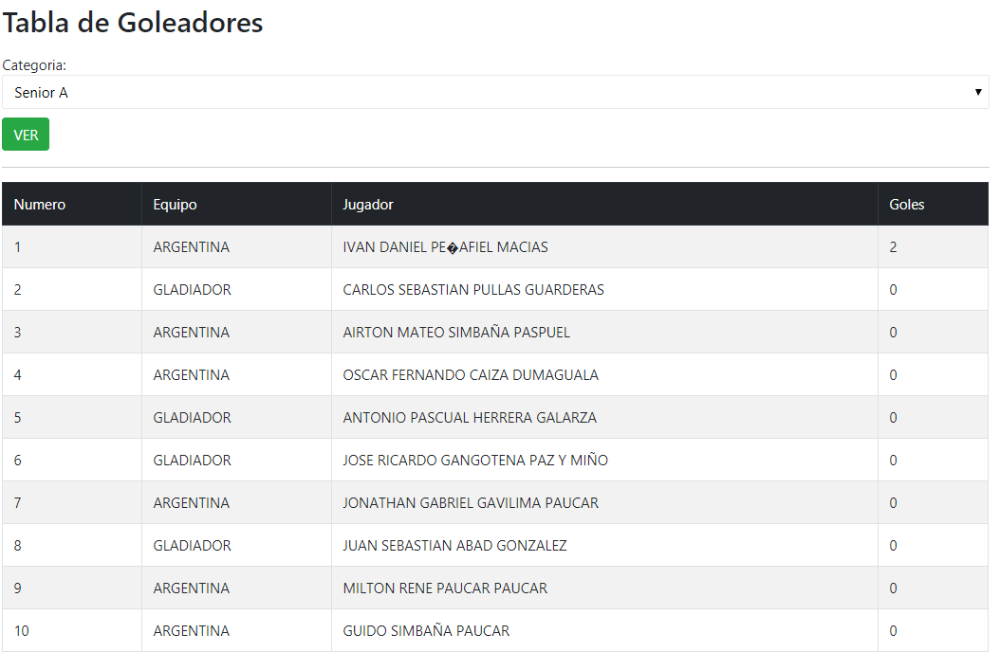 Tabla de Goleadores
Categoria:
Senior A
VER
Numero Equipo Jugador Goles
1 ARGENTINA IVAN DANIEL PE�AFIEL MACIAS 2
2 GLADIADOR CARLOS SEBASTIAN PULLAS GUARDERAS 0
3 ARGENTINA AIRTON MATEO SIMBAÑA PASPUEL 0
4 ARGENTINA OSCAR FERNANDO CAIZA DUMAGUALA 0
5 GLADIADOR ANTONIO PASCUAL HERRERA GALARZA 0
6 GLADIADOR JOSE RICARDO GANGOTENA PAZ Y MIÑO 0
7 ARGENTINA JONATHAN GABRIEL GAVILIMA PAUCAR 0
8 GLADIADOR JUAN SEBASTIAN ABAD GONZALEZ 0
9 ARGENTINA MILTON RENE PAUCAR PAUCAR 0
10 ARGENTINA GUIDO SIMBAÑA PAUCAR 0